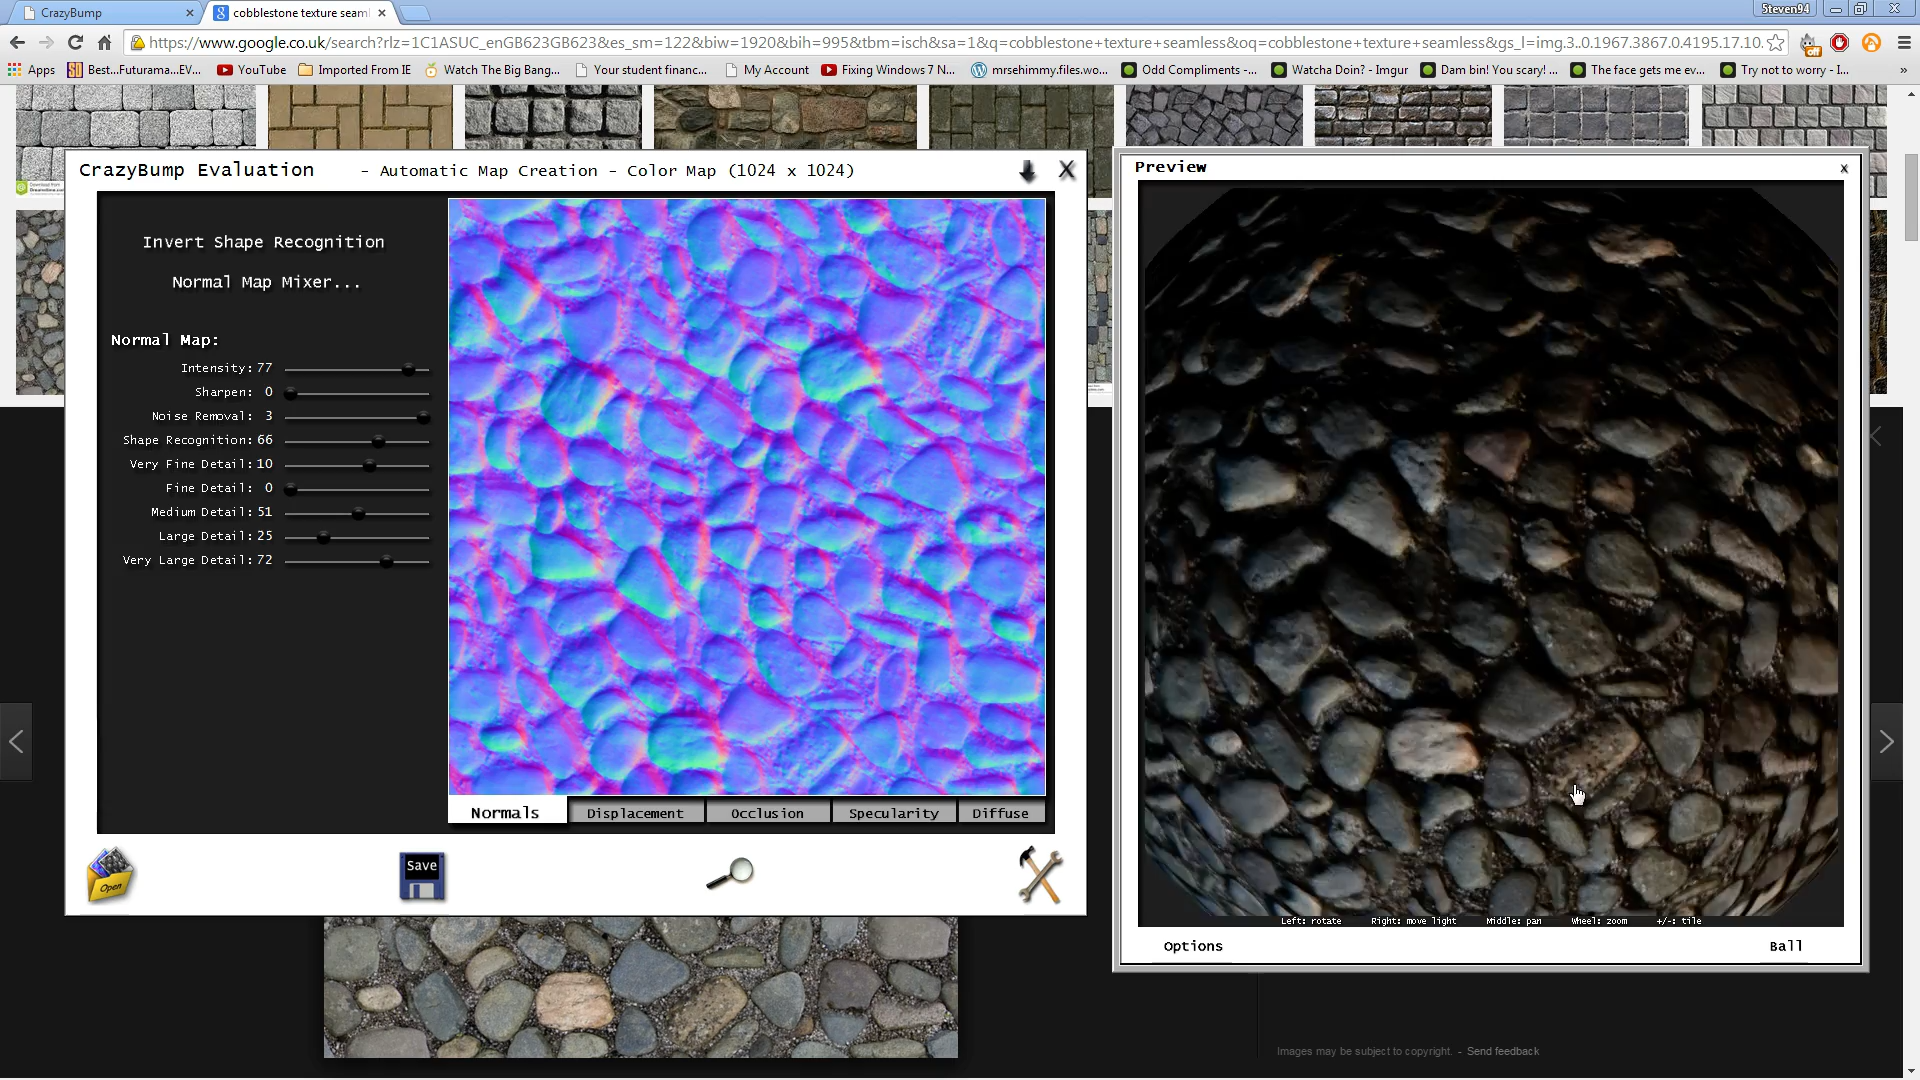 CrazyBump
cobblestone texture seaml
5teven94
https://www.google.co.uk/search?rlz=1C1ASUC_enGB623GB623&es_sm=122&biw=1920&bih=995&tbm=isch&sa=1&q=cobblestone+texture+seamless&oq=cobblestone+texture+seamless&gs_l=img.3..0.1967.3867.0.4195.17.10.
off
Apps
Best...Futurama...EV...
YouTube
Imported From IE
Watch The Big Bang...
Your student financ...
My Account
Fixing Windows 7 N...
mrsehimmy.files.wo...
Odd Compliments -...
Watcha Doin? - Imgur
Dam bin! You scary! ...
The face gets me ev...
Try not to worry - I...
»
CrazyBump Evaluation - Automatic Map Creation - Color Map (1024 x 1024)
X
Invert Shape Recognition
Normal Map Mixer...
Normal Map:
Intensity: 77
Sharpen: 0
Noise Removal: 3
Shape Recognition: 66
Very Fine Detail: 10
Fine Detail: 0
Medium Detail: 51
Large Detail: 25
Very Large Detail: 72
Normals
Displacement
Occlusion
Specularity
Diffuse
Open
Save
Preview
x
Left: rotate
Right: move light
Middle: pan
Wheel: zoom
+/-: tile
Options
Ball
Images may be subject to copyright. - Send feedback